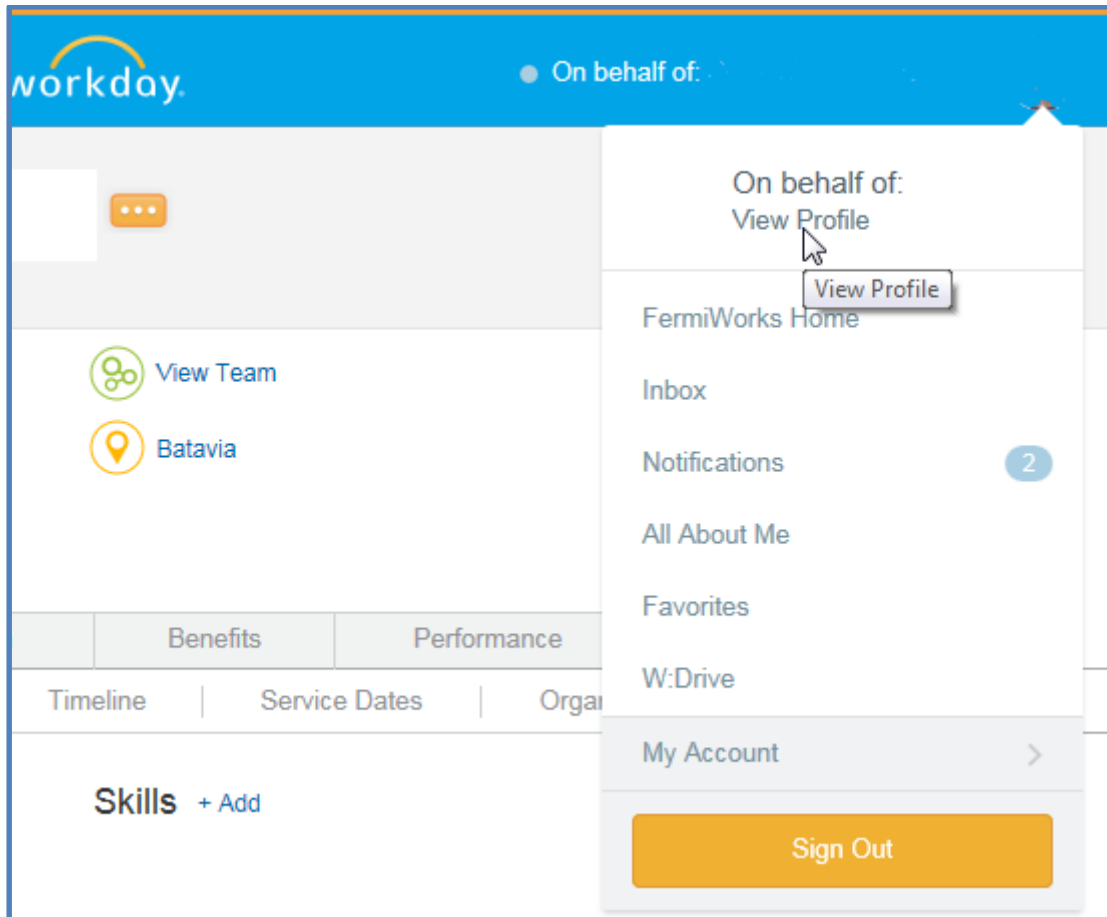 workday.
On behalf of:
On behalf of:
View Profile
View Profile
FermiWorks Home
View Team
Inbox
Batavia
Notifications 2
All About Me
Favorites
Benefits Performance
W:Drive
Timeline Service Dates Organ
My Account
Skills + Add
Sign Out